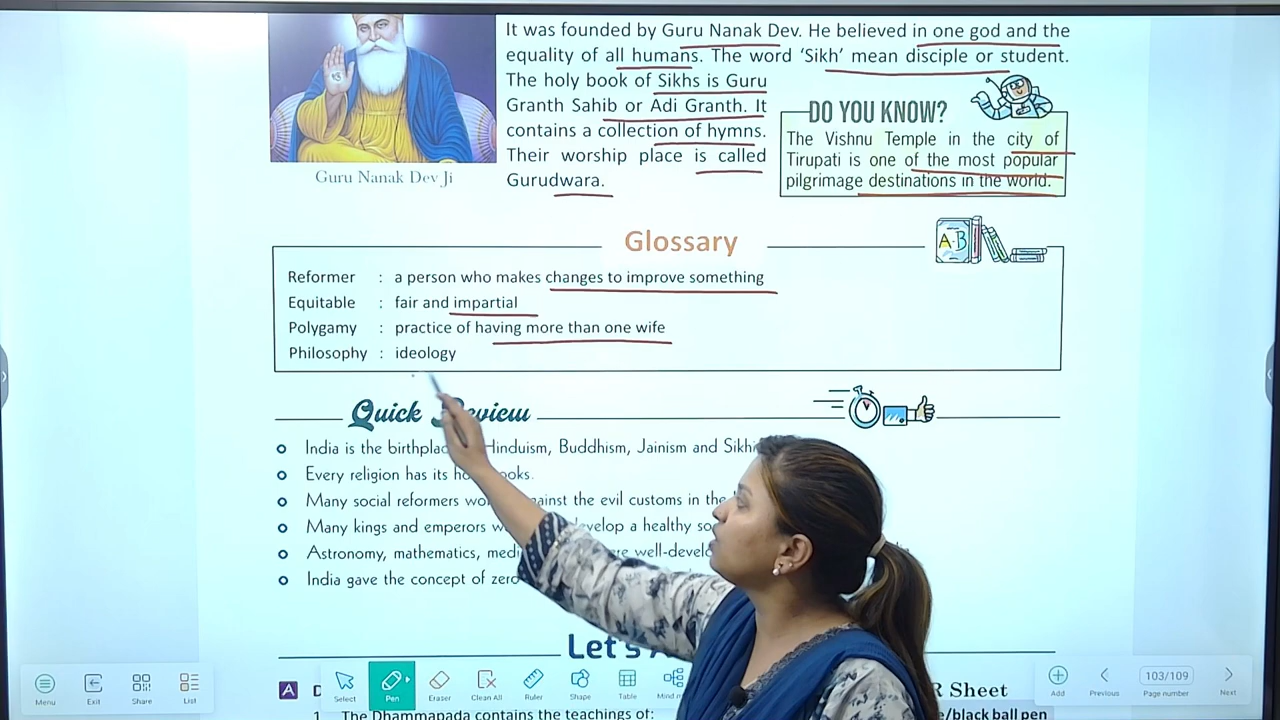 It was founded by Guru Nanak Dev. He believed in one god and the
equality of all humans. The word ‘Sikh’ mean disciple or student.
The holy book of Sikhs is Guru
Granth Sahib or Adi Granth. It
contains a collection of hymns.
Their worship place is called
Gurudwara.
Guru Nanak Dev Ji
DO YOU KNOW?
The Vishnu Temple in the city of
Tirupati is one of the most popular
pilgrimage destinations in the world.
Glossary
A B
Reformer : a person who makes changes to improve something
Equitable : fair and impartial
Polygamy : practice of having more than one wife
Philosophy : ideology
Quick Review
India is the birthplac Hinduism, Buddhism, Jainism and Sikhi
Every religion has its ho ooks.
Many social reformers wo ainst the evil customs in the
Many kings and emperors w develop a healthy so
Astronomy, mathematics, medi re well-develo
India gave the concept of zero
Let's A
A
R Sheet
1. The Dhammapada contains the teachings of:
e/black ball pen
Menu Exit Share List
Select Pen Eraser Clean All Ruler Shape Table Mind m
Add Previous 103/109 Page number Next